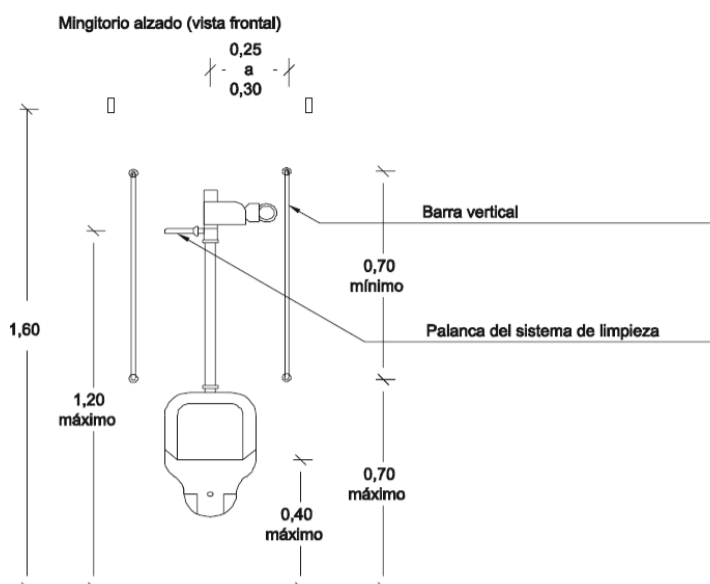 Mingitorio alzado (vista frontal)
0,25
a
0,30
Barra vertical
0,70
mínimo
1,60
Palanca del sistema de limpieza
1,20
máximo
0,70
máximo
0,40
máximo